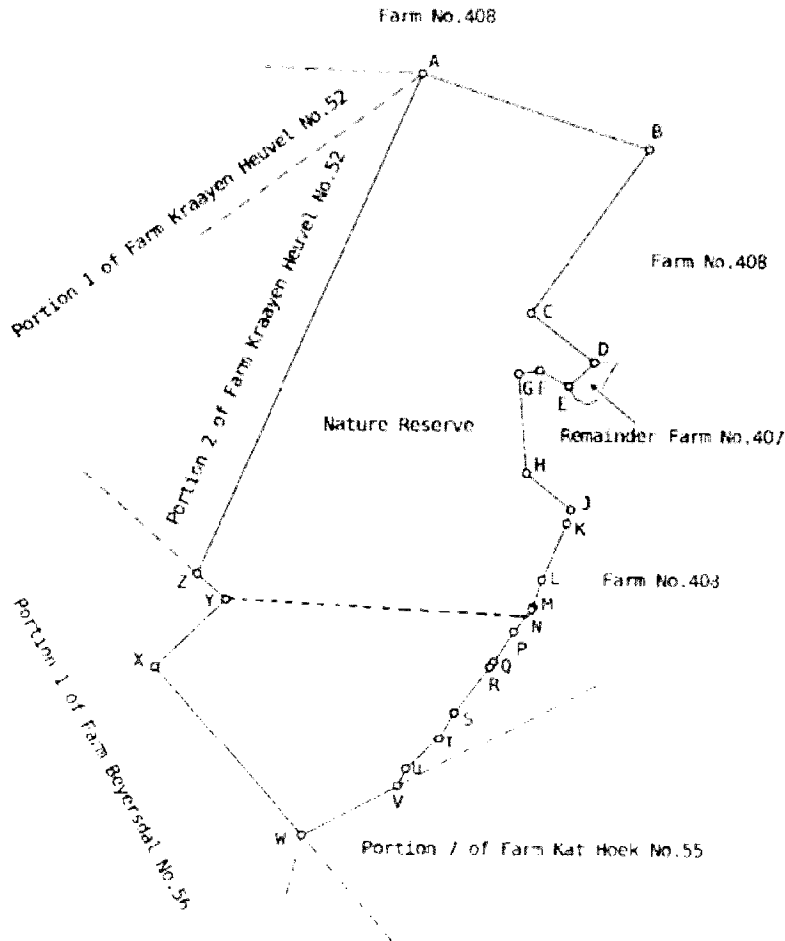 Farm No.408
A
B
Portion 1 of Farm Kraayen Heuvel No.52
Portion 2 of Farm Kraayen Heuvel No.52
Farm No.408
C
D
G F
E
Nature Reserve
Remainder Farm No.407
H
J
K
Z
L
Farm No.408
Y
M
N
P
X
Q
R
S
T
U
V
W
Portion 1 of Farm Beyersdal No.56
Portion 7 of Farm Kat Hoek No.55